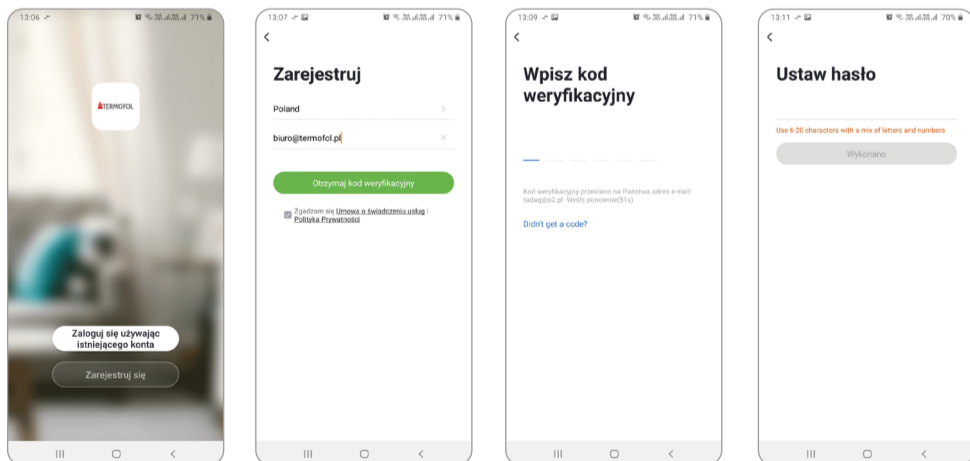 13:06
71%
TERMOFOL
Zaloguj się używając
istniejącego konta
Zarejestruj się
13:07
71%
Zarejestruj
Poland
biuro@termofol.pl
Otrzymaj kod weryfikacyjny
Zgadzam się Umowa o świadczeniu usług i
Polityka Prywatności
13:09
71%
Wpisz kod
weryfikacyjny
Kod weryfikacyjny przesłano na Państwa adres e-mail:
tadag@o2.pl Wyślij ponownie(51s)
Didn't get a code?
13:11
70%
Ustaw hasło
Use 6-20 characters with a mix of letters and numbers
Wykonano